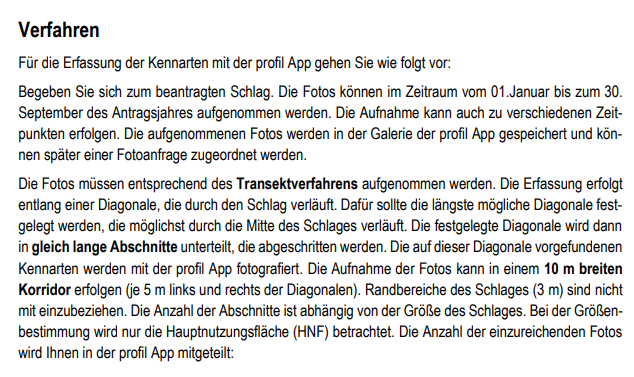 Verfahren
Für die Erfassung der Kennarten mit der profil App gehen Sie wie folgt vor:
Begeben Sie sich zum beantragten Schlag. Die Fotos können im Zeitraum vom 01.Januar bis zum 30.
September des Antragsjahres aufgenommen werden. Die Aufnahme kann auch zu verschiedenen Zeit-
punkten erfolgen. Die aufgenommenen Fotos werden in der Galerie der profil App gespeichert und kön-
nen später einer Fotoanfrage zugeordnet werden.
Die Fotos müssen entsprechend des Transektverfahrens aufgenommen werden. Die Erfassung erfolgt
entlang einer Diagonale, die durch den Schlag verläuft. Dafür sollte die längste mögliche Diagonale fest-
gelegt werden, die möglichst durch die Mitte des Schlages verläuft. Die festgelegte Diagonale wird dann
in gleich lange Abschnitte unterteilt, die abgeschritten werden. Die auf dieser Diagonale vorgefundenen
Kennarten werden mit der profil App fotografiert. Die Aufnahme der Fotos kann in einem 10 m breiten
Korridor erfolgen (je 5 m links und rechts der Diagonalen). Randbereiche des Schlages (3 m) sind nicht
mit einzubeziehen. Die Anzahl der Abschnitte ist abhängig von der Größe des Schlages. Bei der Größen-
bestimmung wird nur die Hauptnutzungsfläche (HNF) betrachtet. Die Anzahl der einzureichenden Fotos
wird Ihnen in der profil App mitgeteilt: